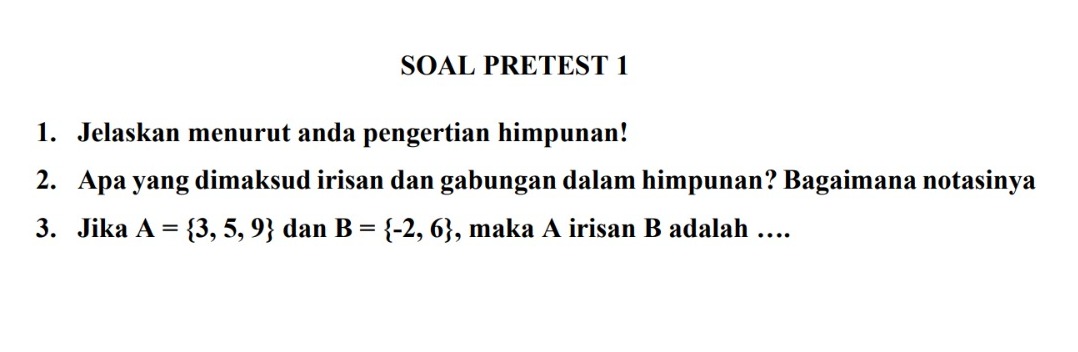 SOAL PRETEST 1
1. Jelaskan menurut anda pengertian himpunan!
2. Apa yang dimaksud irisan dan gabungan dalam himpunan? Bagaimana notasinya
3. Jika A = {3, 5, 9} dan B = {-2, 6}, maka A irisan B adalah ….